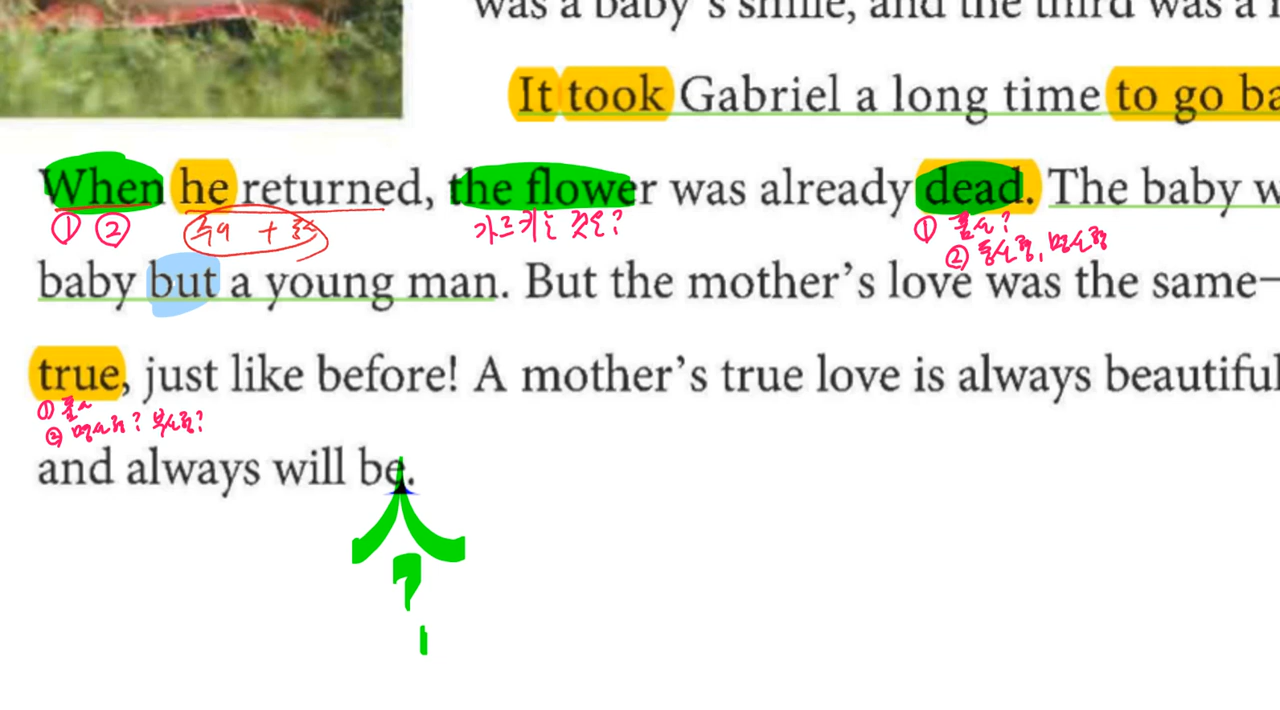 was a baby's smile, and the third was a
It took Gabriel a long time to go ba
When he returned, the flower was already dead. The baby w
① ②
주어 + 동
가르키는 것은?
① 품사?
② 동사형, 명사형
baby but a young man. But the mother's love was the same–
true, just like before! A mother's true love is always beautiful
① 품사
② 명사형? 부사형?
and always will be.
?